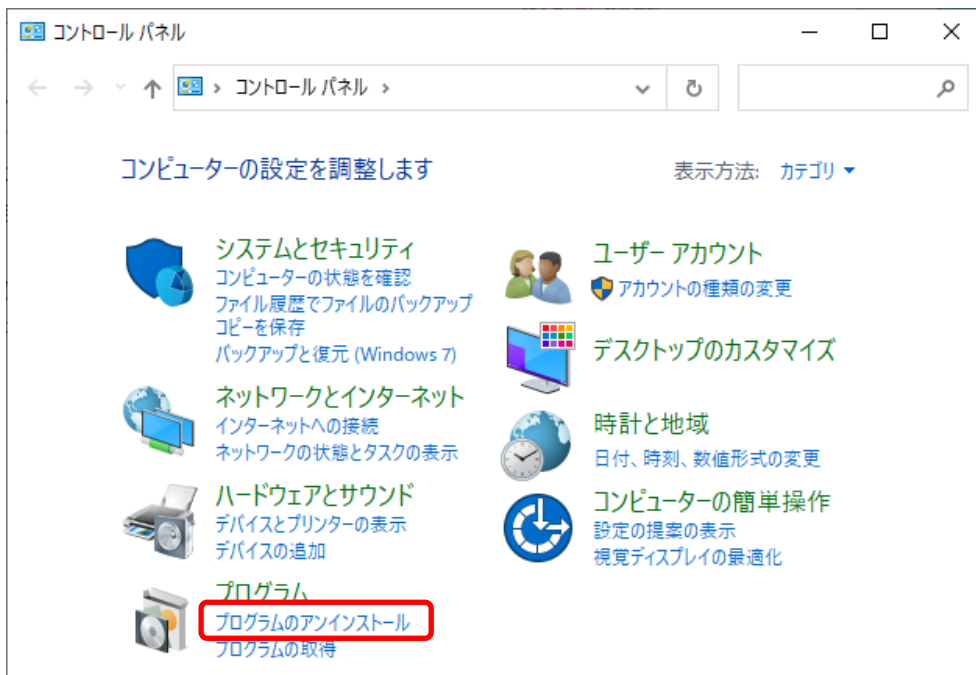 コントロール パネル
コントロール パネル
コンピューターの設定を調整します
表示方法: カテゴリ
システムとセキュリティ
コンピューターの状態を確認
ファイル履歴でファイルのバックアップ
コピーを保存
バックアップと復元 (Windows 7)
ネットワークとインターネット
インターネットへの接続
ネットワークの状態とタスクの表示
ハードウェアとサウンド
デバイスとプリンターの表示
デバイスの追加
プログラム
プログラムのアンインストール
プログラムの取得
ユーザー アカウント
アカウントの種類の変更
デスクトップのカスタマイズ
時計と地域
日付、時刻、数値形式の変更
コンピューターの簡単操作
設定の提案の表示
視覚ディスプレイの最適化